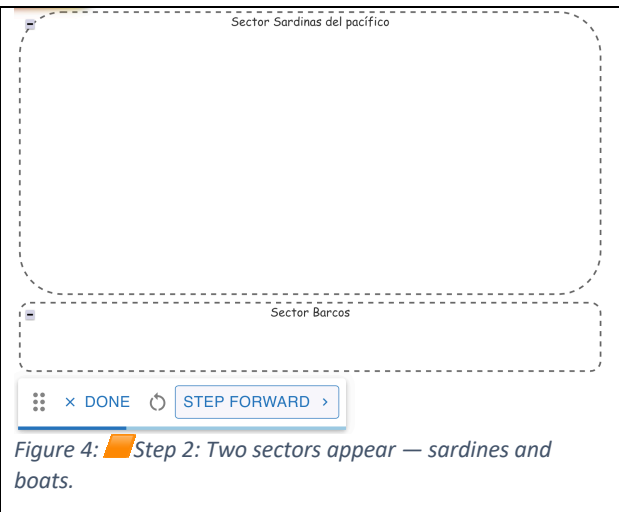 Sector Sardinas del pacífico
Sector Barcos
× DONE STEP FORWARD ›
Figure 4: 🟧Step 2: Two sectors appear — sardines and
boats.